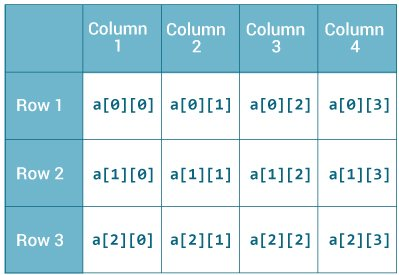 Column 1 Column 2 Column 3 Column 4
Row 1 a[0][0] a[0][1] a[0][2] a[0][3]
Row 2 a[1][0] a[1][1] a[1][2] a[1][3]
Row 3 a[2][0] a[2][1] a[2][2] a[2][3]